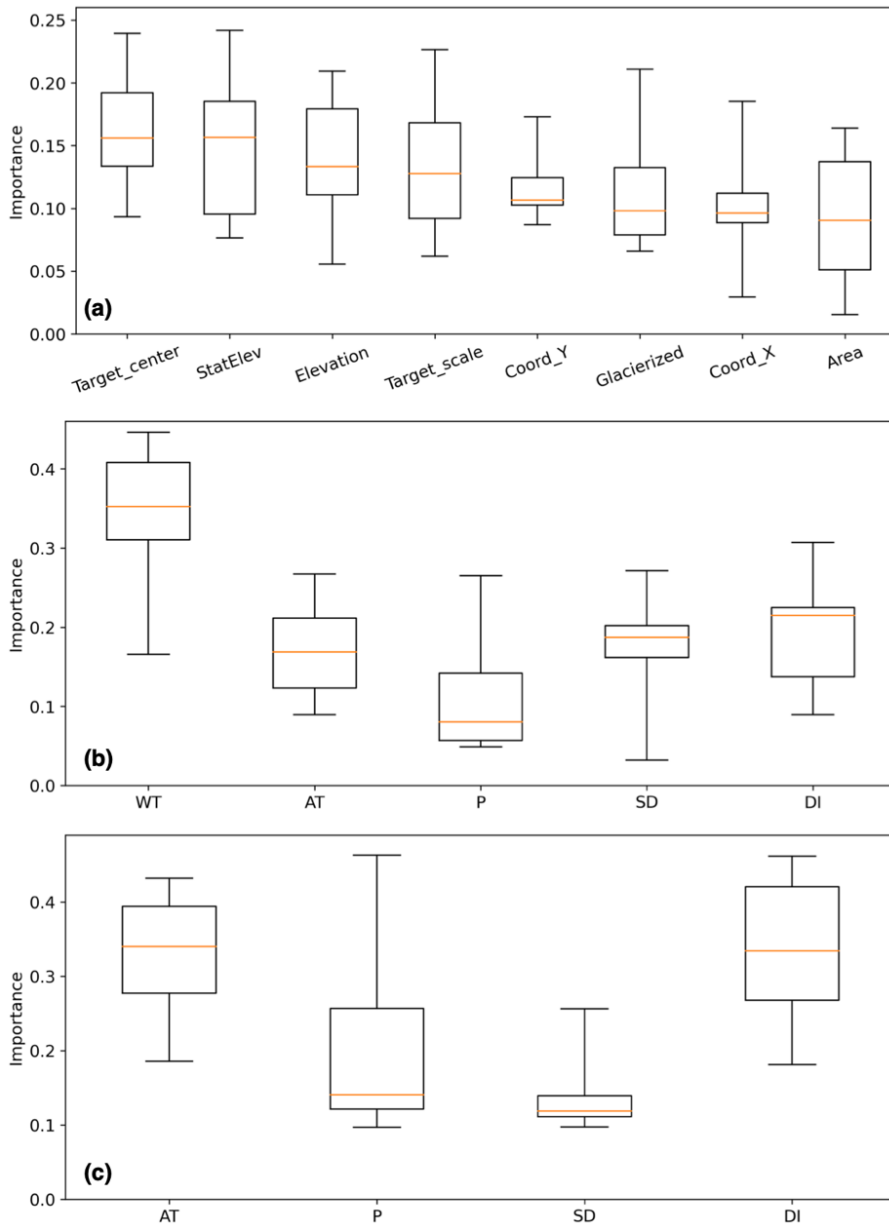 0.25
0.20
0.15
0.10
0.05
0.00
Importance
(a)
Target_center StatElev Elevation Target_scale Coord_Y Glacierized Coord_X Area
0.4
0.3
0.2
0.1
0.0
Importance
(b)
WT AT P SD DI
0.4
0.3
0.2
0.1
0.0
Importance
(c)
AT P SD DI